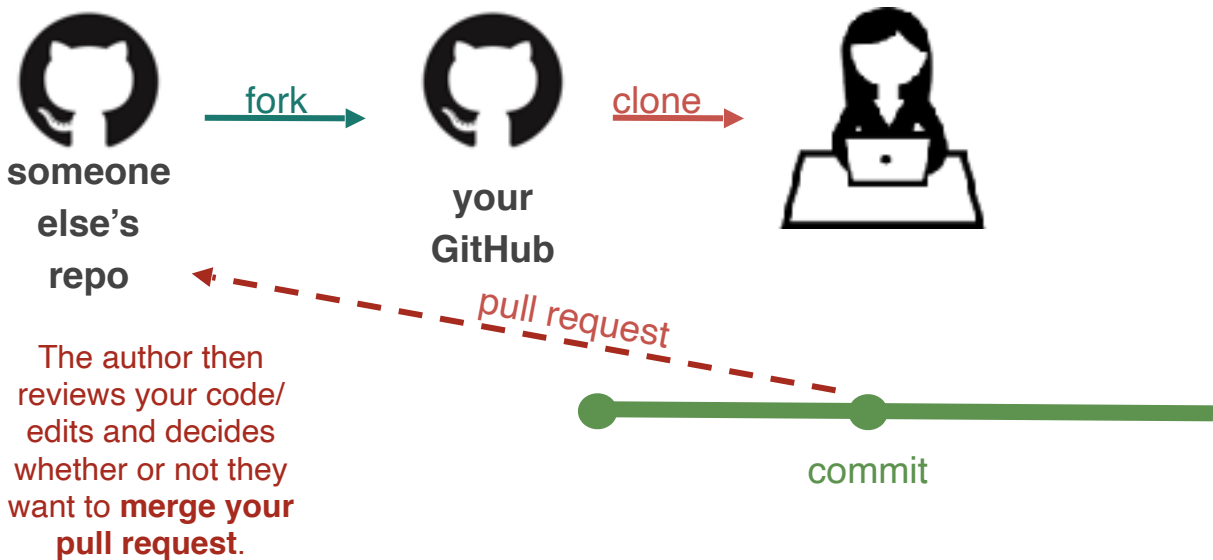 fork
clone
someone
else’s
repo
your
GitHub
pull request
The author then
reviews your code/
edits and decides
whether or not they
want to merge your
pull request.
commit